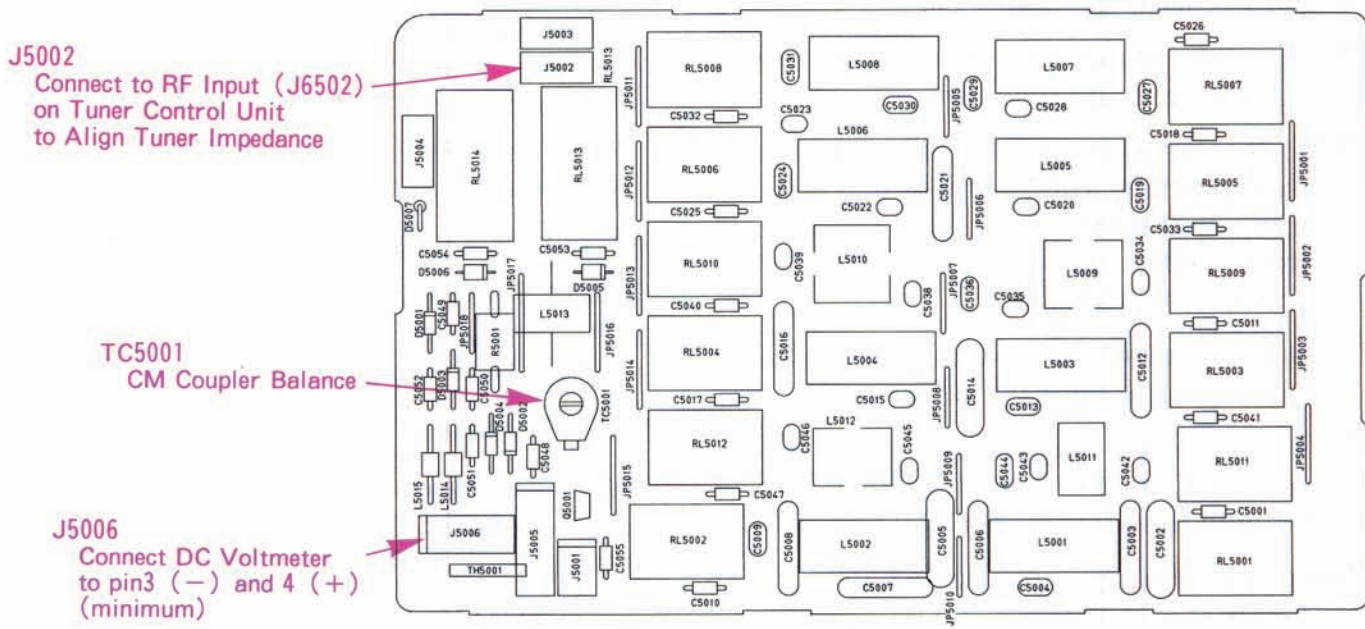 J5002
Connect to RF Input (J6502)
on Tuner Control Unit
to Align Tuner Impedance
TC5001
CM Coupler Balance
J5006
Connect DC Voltmeter
to pin3 (−) and 4 (+)
(minimum)
J5003
J5002
RL5013
J5004
RL5014
RL5013
D5007
C5054
C5053
D5006
D5005
JP5017
D5001
C5049
JP5018
R5001
L5013
JP5016
C5052
D5003
C5050
TC5001
D5004
D5002
C5051
C5048
L5015
L5014
Q5001
J5006
J5005
J5001
C5055
TH5001
JP5011
JP5012
JP5013
JP5014
JP5015
RL5008
C5032
RL5006
C5025
RL5010
C5040
RL5004
C5017
RL5012
C5047
RL5002
C5010
C5009
C5031
L5008
C5030
C5023
L5006
C5024
C5022
C5021
JP5005
C5029
L5007
C5028
C5027
L5005
C5020
C5019
JP5006
C5039
L5010
C5038
JP5007
C5036
C5035
L5009
C5034
C5016
L5004
C5015
JP5008
C5014
L5003
C5013
C5012
C5046
L5012
C5045
JP5009
C5044
C5043
L5011
C5042
C5008
L5002
C5005
C5007
JP5010
C5006
L5001
C5004
C5003
C5002
C5026
RL5007
C5018
RL5005
C5033
RL5009
C5011
RL5003
C5041
RL5011
C5001
RL5001
JP5001
JP5002
JP5003
JP5004